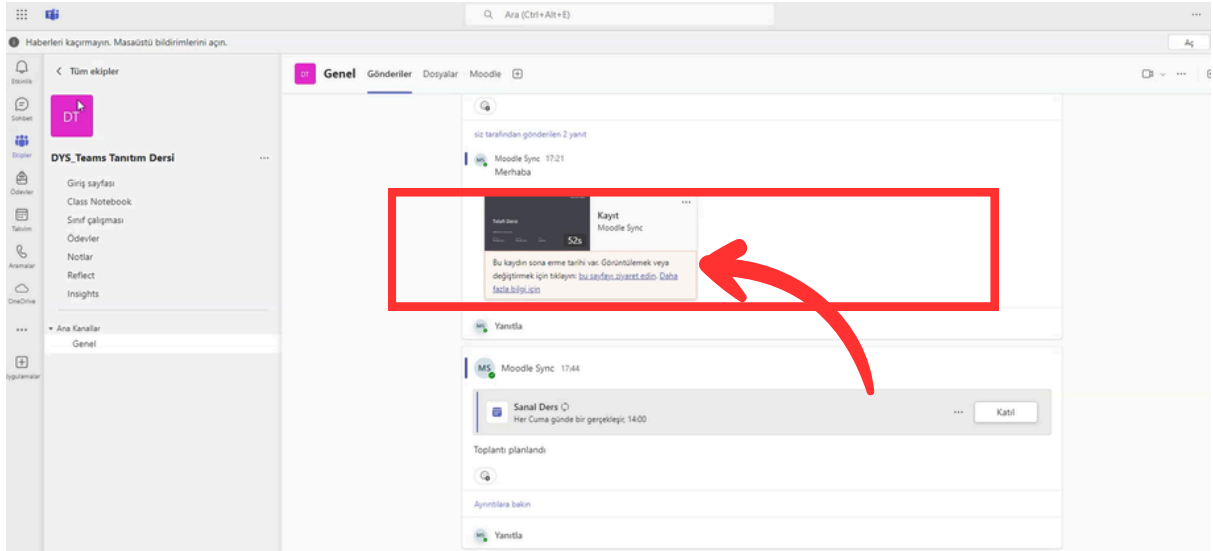 Ara (Ctrl+Alt+E)
Haberleri kaçırmayın. Masaüstü bildirimlerini açın.
Aç
Etkinlik
Sohbet
Ekipler
Ödevler
Takvim
Aramalar
OneDrive
Uygulamalar
Tüm ekipler
DT
DYS_Teams Tanıtım Dersi
Giriş sayfası
Class Notebook
Sınıf çalışması
Ödevler
Notlar
Reflect
Insights
Ana Kanallar
Genel
DT Genel Gönderiler Dosyalar Moodle
siz tarafından gönderilen 2 yanıt
MS Moodle Sync 17:21
Merhaba
Telafi Dersi
52s
Kayıt
Moodle Sync
Bu kaydın sona erme tarihi var. Görüntülemek veya
değiştirmek için tıklayın: bu sayfayı ziyaret edin. Daha
fazla bilgi için
MS Yanıtla
MS Moodle Sync 17:44
Sanal Ders
Her Cuma günde bir gerçekleşir, 14:00
Katıl
Toplantı planlandı
Ayrıntılara bakın
MS Yanıtla